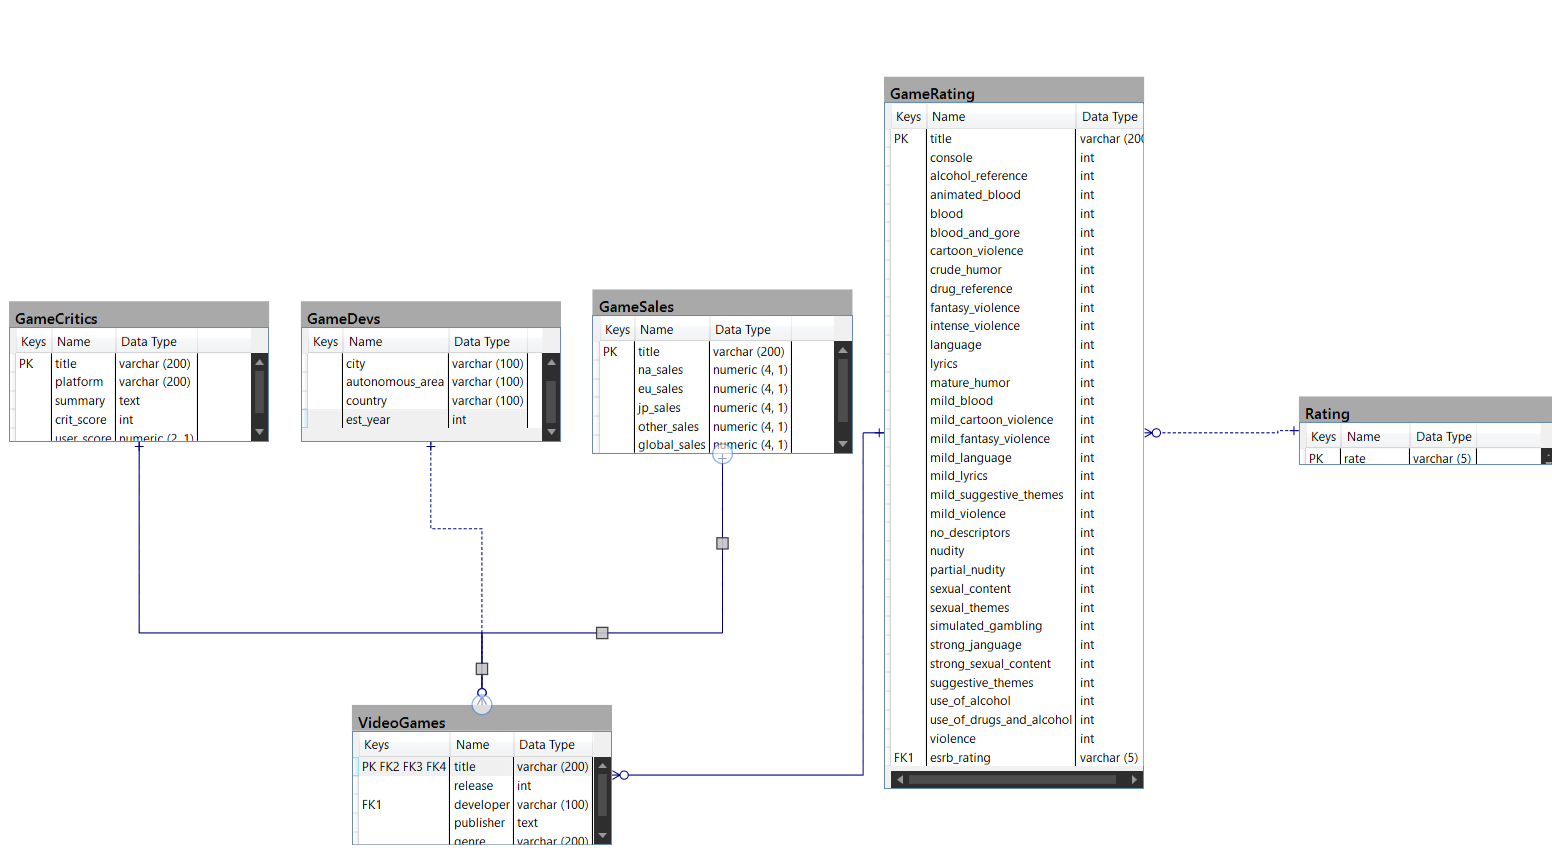 GameCritics
Keys Name Data Type
PK title varchar (200)
platform varchar (200)
summary text
crit_score int
user_score numeric (2, 1)
GameDevs
Keys Name Data Type
city varchar (100)
autonomous_area varchar (100)
country varchar (100)
est_year int
GameSales
Keys Name Data Type
PK title varchar (200)
na_sales numeric (4, 1)
eu_sales numeric (4, 1)
jp_sales numeric (4, 1)
other_sales numeric (4, 1)
global_sales numeric (4, 1)
GameRating
Keys Name Data Type
PK title varchar (200
console int
alcohol_reference int
animated_blood int
blood int
blood_and_gore int
cartoon_violence int
crude_humor int
drug_reference int
fantasy_violence int
intense_violence int
language int
lyrics int
mature_humor int
mild_blood int
mild_cartoon_violence int
mild_fantasy_violence int
mild_language int
mild_lyrics int
mild_suggestive_themes int
mild_violence int
no_descriptors int
nudity int
partial_nudity int
sexual_content int
sexual_themes int
simulated_gambling int
strong_janguage int
strong_sexual_content int
suggestive_themes int
use_of_alcohol int
use_of_drugs_and_alcohol int
violence int
FK1 esrb_rating varchar (5)
Rating
Keys Name Data Type
PK rate varchar (5)
VideoGames
Keys Name Data Type
PK FK2 FK3 FK4 title varchar (200)
release int
FK1 developer varchar (100)
publisher text
genre varchar (200)